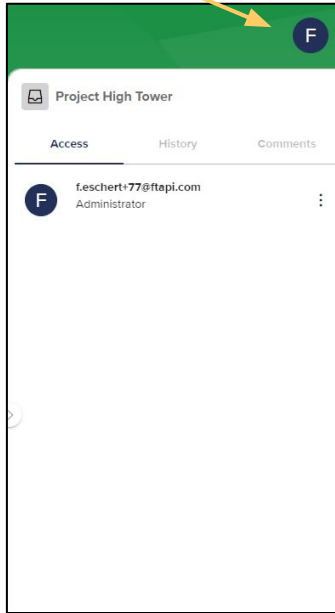 F
Project High Tower
Access History Comments
F
f.eschert+77@ftapi.com
Administrator